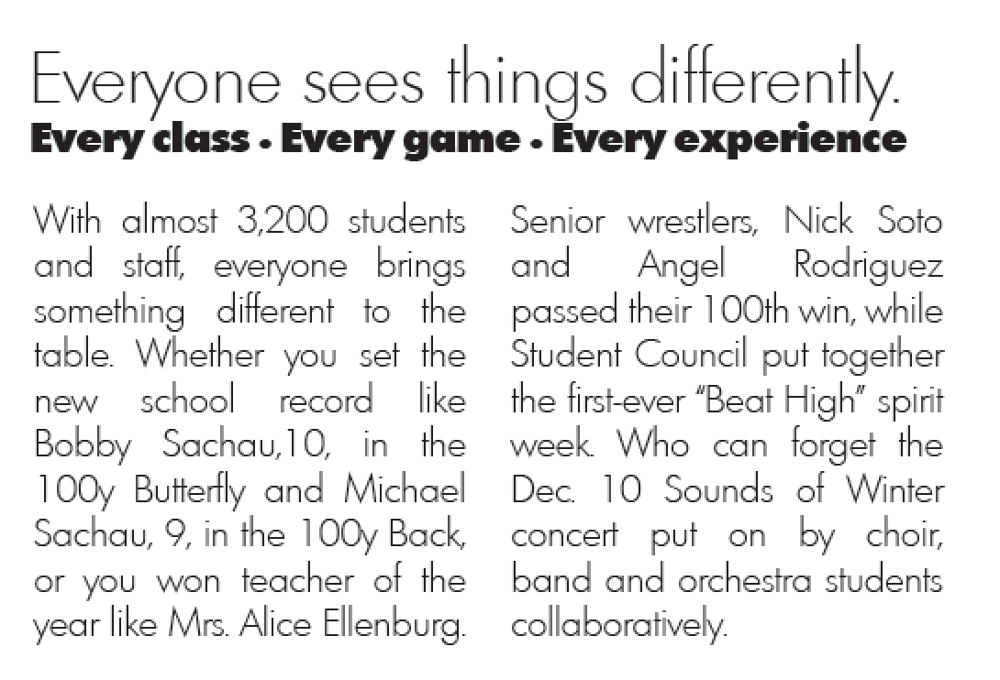 Everyone sees things differently.
Every class • Every game • Every experience
With almost 3,200 students
and staff, everyone brings
something different to the
table. Whether you set the
new school record like
Bobby Sachau,10, in the
100y Butterfly and Michael
Sachau, 9, in the 100y Back,
or you won teacher of the
year like Mrs. Alice Ellenburg.
Senior wrestlers, Nick Soto
and Angel Rodriguez
passed their 100th win, while
Student Council put together
the first-ever “Beat High” spirit
week. Who can forget the
Dec. 10 Sounds of Winter
concert put on by choir,
band and orchestra students
collaboratively.